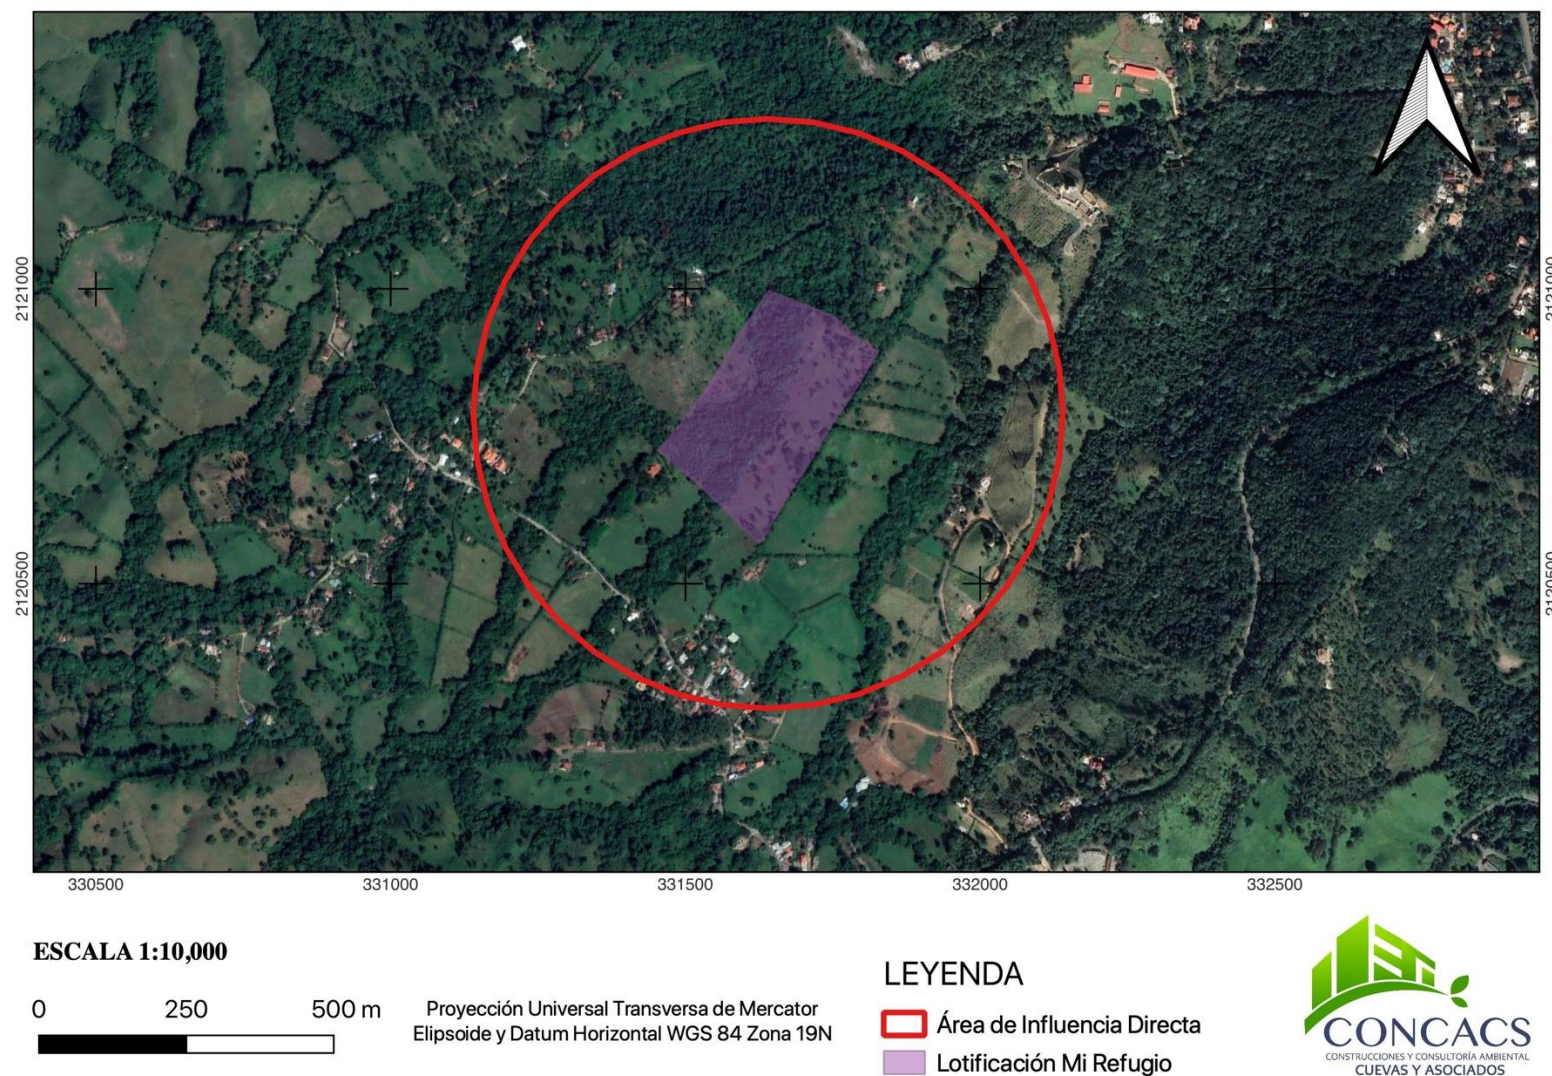 2121000
2121000
2120500
2120500
330500
331000
331500
332000
332500
ESCALA 1:10,000
0
250
500 m
Proyección Universal Transversa de Mercator
Elipsoide y Datum Horizontal WGS 84 Zona 19N
LEYENDA
Área de Influencia Directa
Lotificación Mi Refugio
CONCACS
CONSTRUCCIONES Y CONSULTORÍA AMBIENTAL
CUEVAS Y ASOCIADOS